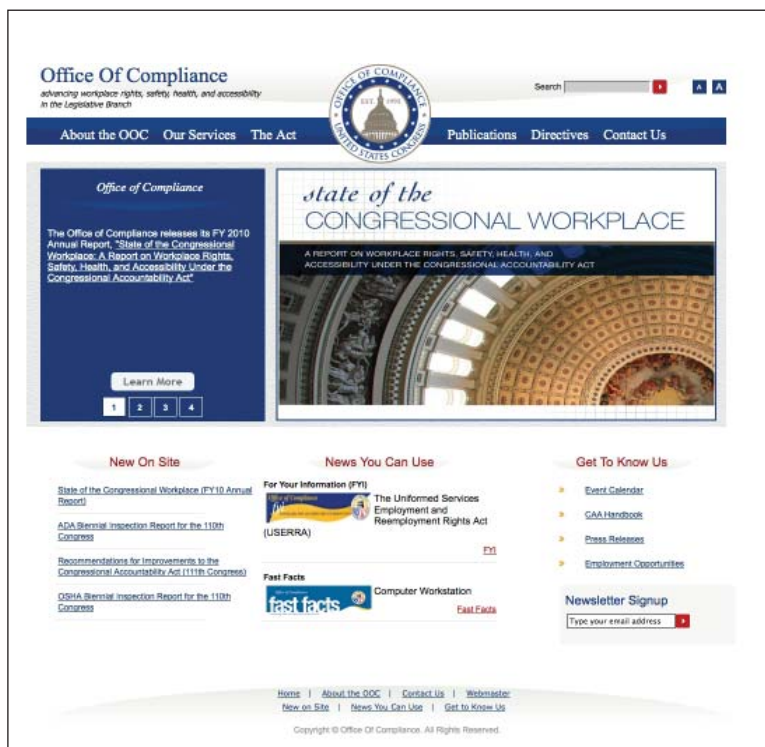 Office Of Compliance
advancing workplace rights, safety, health, and accessibility
in the Legislative Branch
OFFICE OF COMPLIANCE
EST. 1995
UNITED STATES CONGRESS
Search
A A
About the OOC Our Services The Act Publications Directives Contact Us
Office of Compliance
The Office of Compliance releases its FY 2010
Annual Report, "State of the Congressional
Workplace: A Report on Workplace Rights,
Safety, Health, and Accessibility Under the
Congressional Accountability Act"
Learn More
1 2 3 4
state of the
CONGRESSIONAL WORKPLACE
A REPORT ON WORKPLACE RIGHTS, SAFETY, HEALTH, AND
ACCESSIBILITY UNDER THE CONGRESSIONAL ACCOUNTABILITY ACT
New On Site
State of the Congressional Workplace (FY10 Annual
Report)
ADA Biennial Inspection Report for the 110th
Congress
Recommendations for Improvements to the
Congressional Accountability Act (111th Congress)
OSHA Biennial Inspection Report for the 110th
Congress
News You Can Use
For Your Information (FYI)
Office of Compliance
fyi
The Uniformed Services
Employment and
Reemployment Rights Act
(USERRA)
FYI
Fast Facts
Office of Compliance
fast facts
Computer Workstation
Fast Facts
Get To Know Us
» Event Calendar
» CAA Handbook
» Press Releases
» Employment Opportunities
Newsletter Signup
Type your email address
Home | About the OOC | Contact Us | Webmaster
New on Site | News You Can Use | Get to Know Us
Copyright © Office Of Compliance. All Rights Reserved.